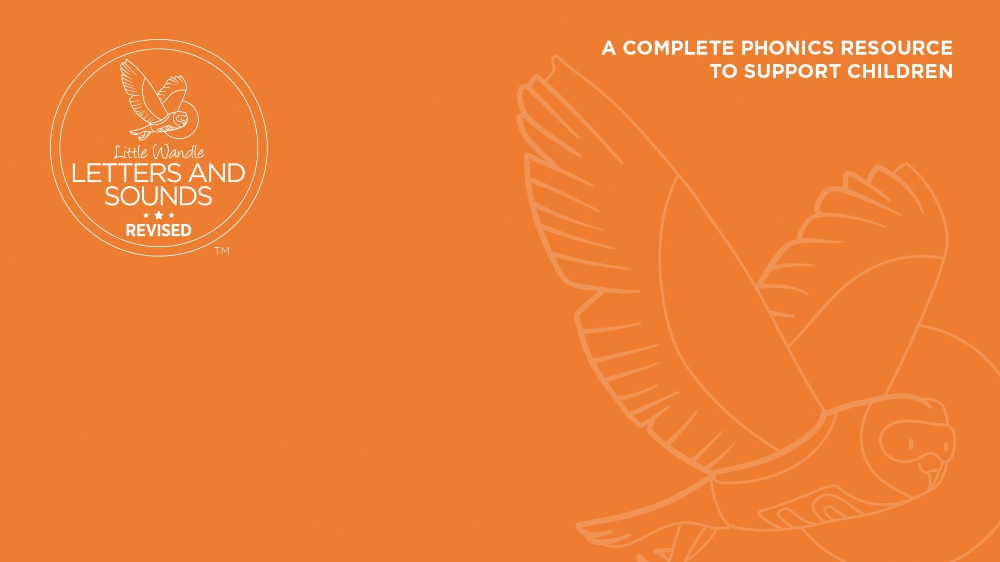 A COMPLETE PHONICS RESOURCE
TO SUPPORT CHILDREN
Little Wandle
LETTERS AND
SOUNDS
REVISED
TM